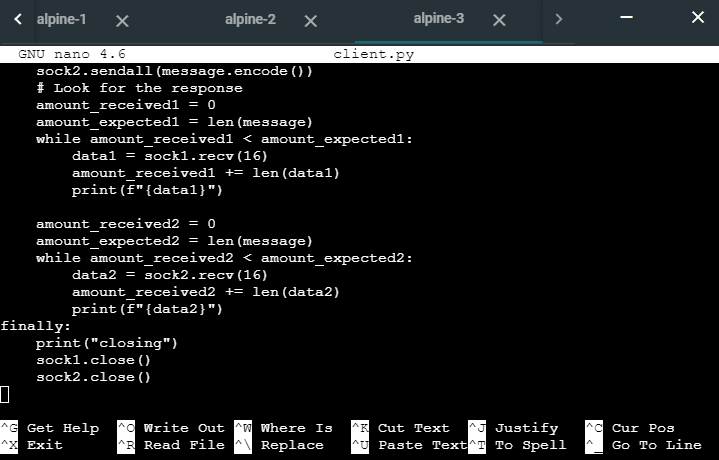 alpine-1 alpine-2 alpine-3
GNU nano 4.6 client.py
    sock2.sendall(message.encode())
    # Look for the response
    amount_received1 = 0
    amount_expected1 = len(message)
    while amount_received1 < amount_expected1:
        data1 = sock1.recv(16)
        amount_received1 += len(data1)
        print(f"{data1}")

    amount_received2 = 0
    amount_expected2 = len(message)
    while amount_received2 < amount_expected2:
        data2 = sock2.recv(16)
        amount_received2 += len(data2)
        print(f"{data2}")
finally:
    print("closing")
    sock1.close()
    sock2.close()
^G Get Help ^O Write Out ^W Where Is ^K Cut Text ^J Justify ^C Cur Pos
^X Exit ^R Read File ^\ Replace ^U Paste Text ^T To Spell ^_ Go To Line